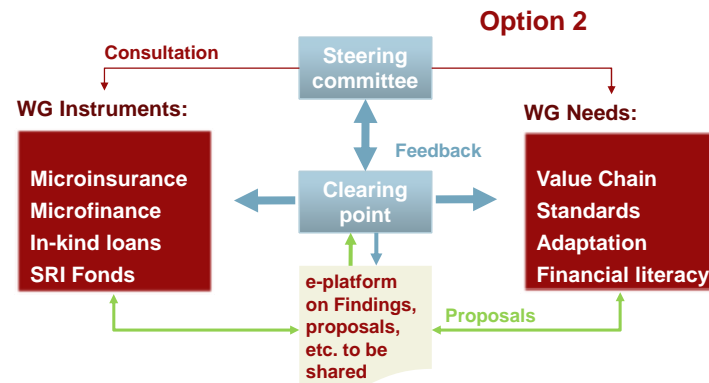 Option 2
Consultation
Steering
committee
WG Instruments:
WG Needs:
Feedback
Microinsurance
Microfinance
In-kind loans
SRI Fonds
Clearing
point
Value Chain
Standards
Adaptation
Financial literacy
e-platform
on Findings,
proposals,
etc. to be
shared
Proposals